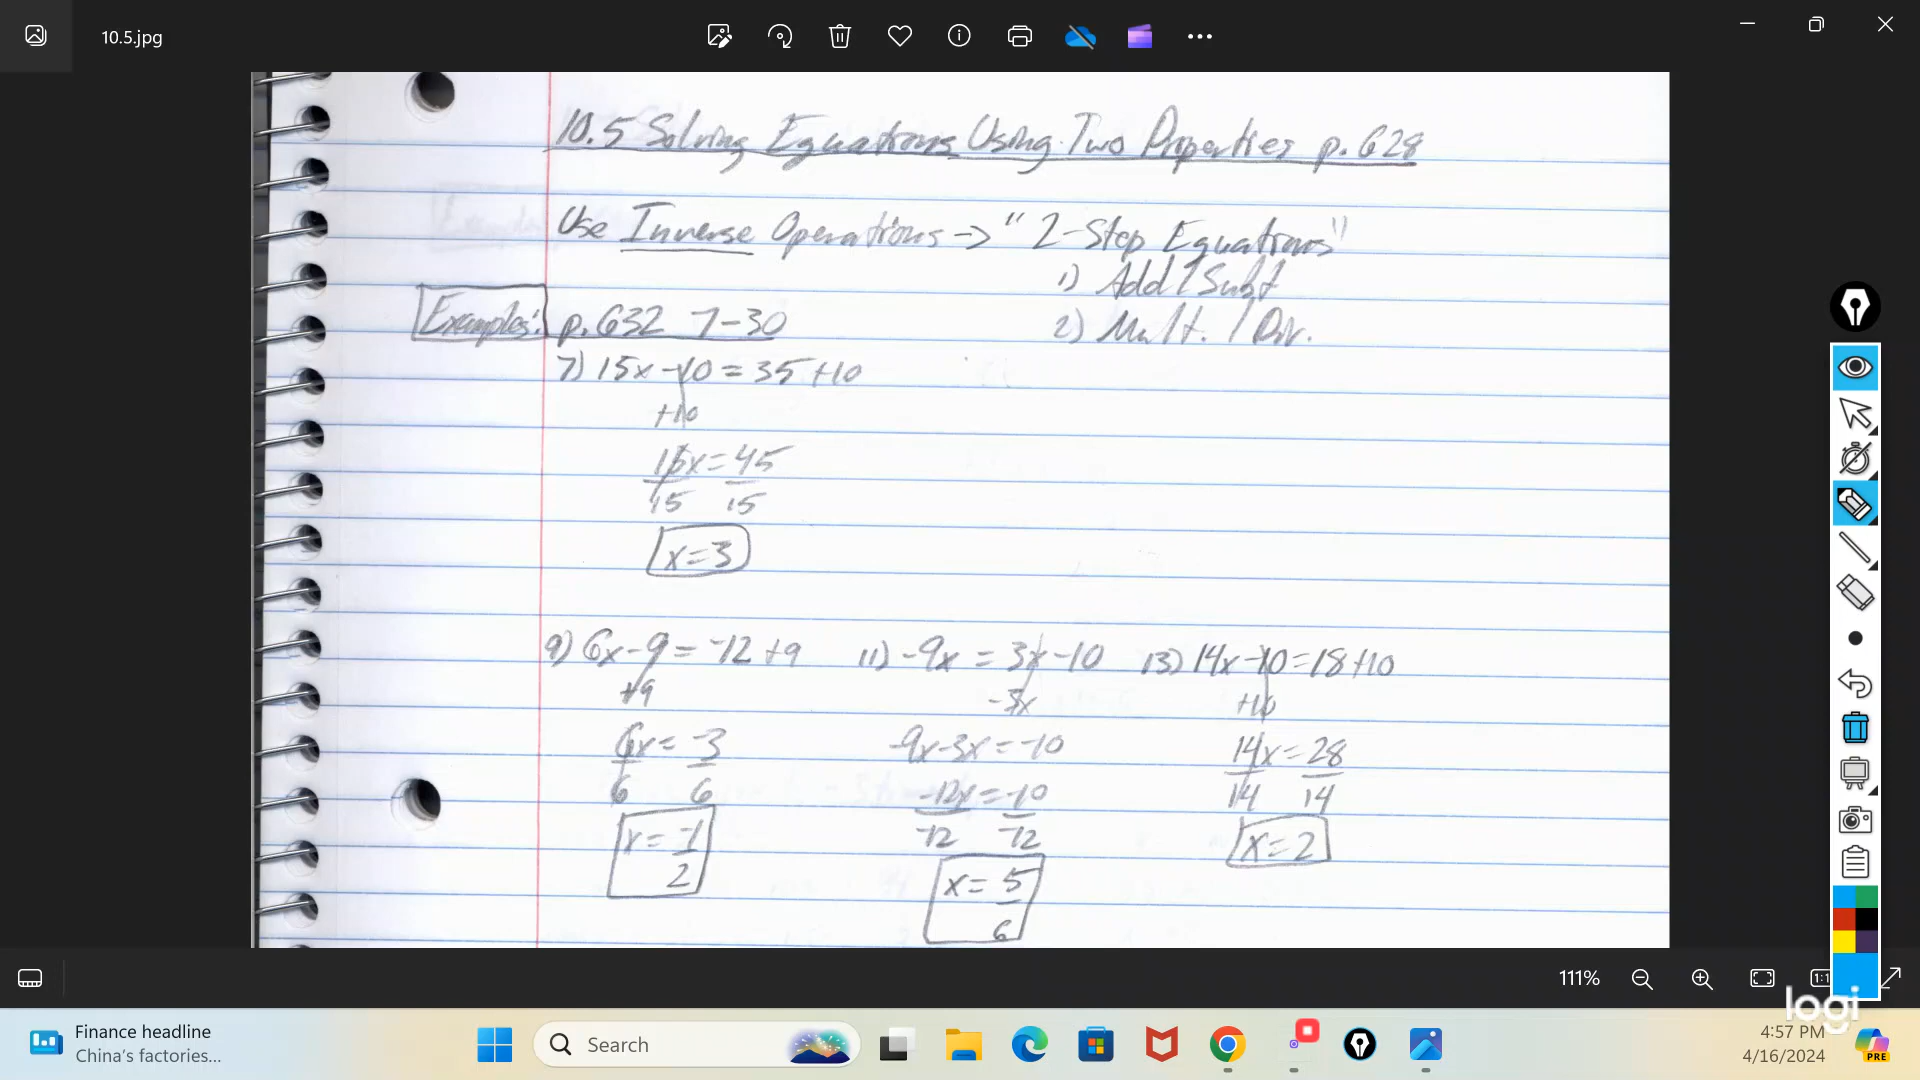 10.5.jpg
10.5 Solving Equations Using Two Properties p.628
Use Inverse Operations → "2-Step Equations"
1) Add/Subt
Examples: p.632 7-30
2) Mult. / Div.
7) 15x -10 = 35 +10
+10
15x = 45
15 15
x = 3
9) 6x - 9 = -12 +9 11) -9x = 3x -10 13) 14x -10 = 18 +10
+9 -3x +10
6x = -3 -9x -3x = -10 14x = 28
6 6 -12x = -10 14 14
x = -1 -12 -12 x = 2
2 x = 5
6
111%
1:1
logi
Finance headline
China's factories...
Search
4:57 PM
4/16/2024
PRE